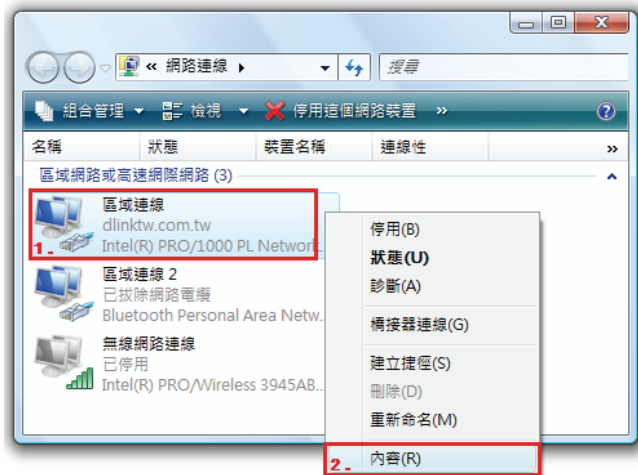 « 網路連線
搜尋
組合管理 檢視 停用這個網路裝置 »
名稱 狀態 裝置名稱 連線性 »
區域網路或高速網際網路 (3)
區域連線
dlinktw.com.tw
1. Intel(R) PRO/1000 PL Network
區域連線 2
已拔除網路電纜
Bluetooth Personal Area Netw...
無線網路連線
已停用
Intel(R) PRO/Wireless 3945AB...
停用(B)
狀態(U)
診斷(A)
橋接器連線(G)
建立捷徑(S)
刪除(D)
重新命名(M)
2. 內容(R)